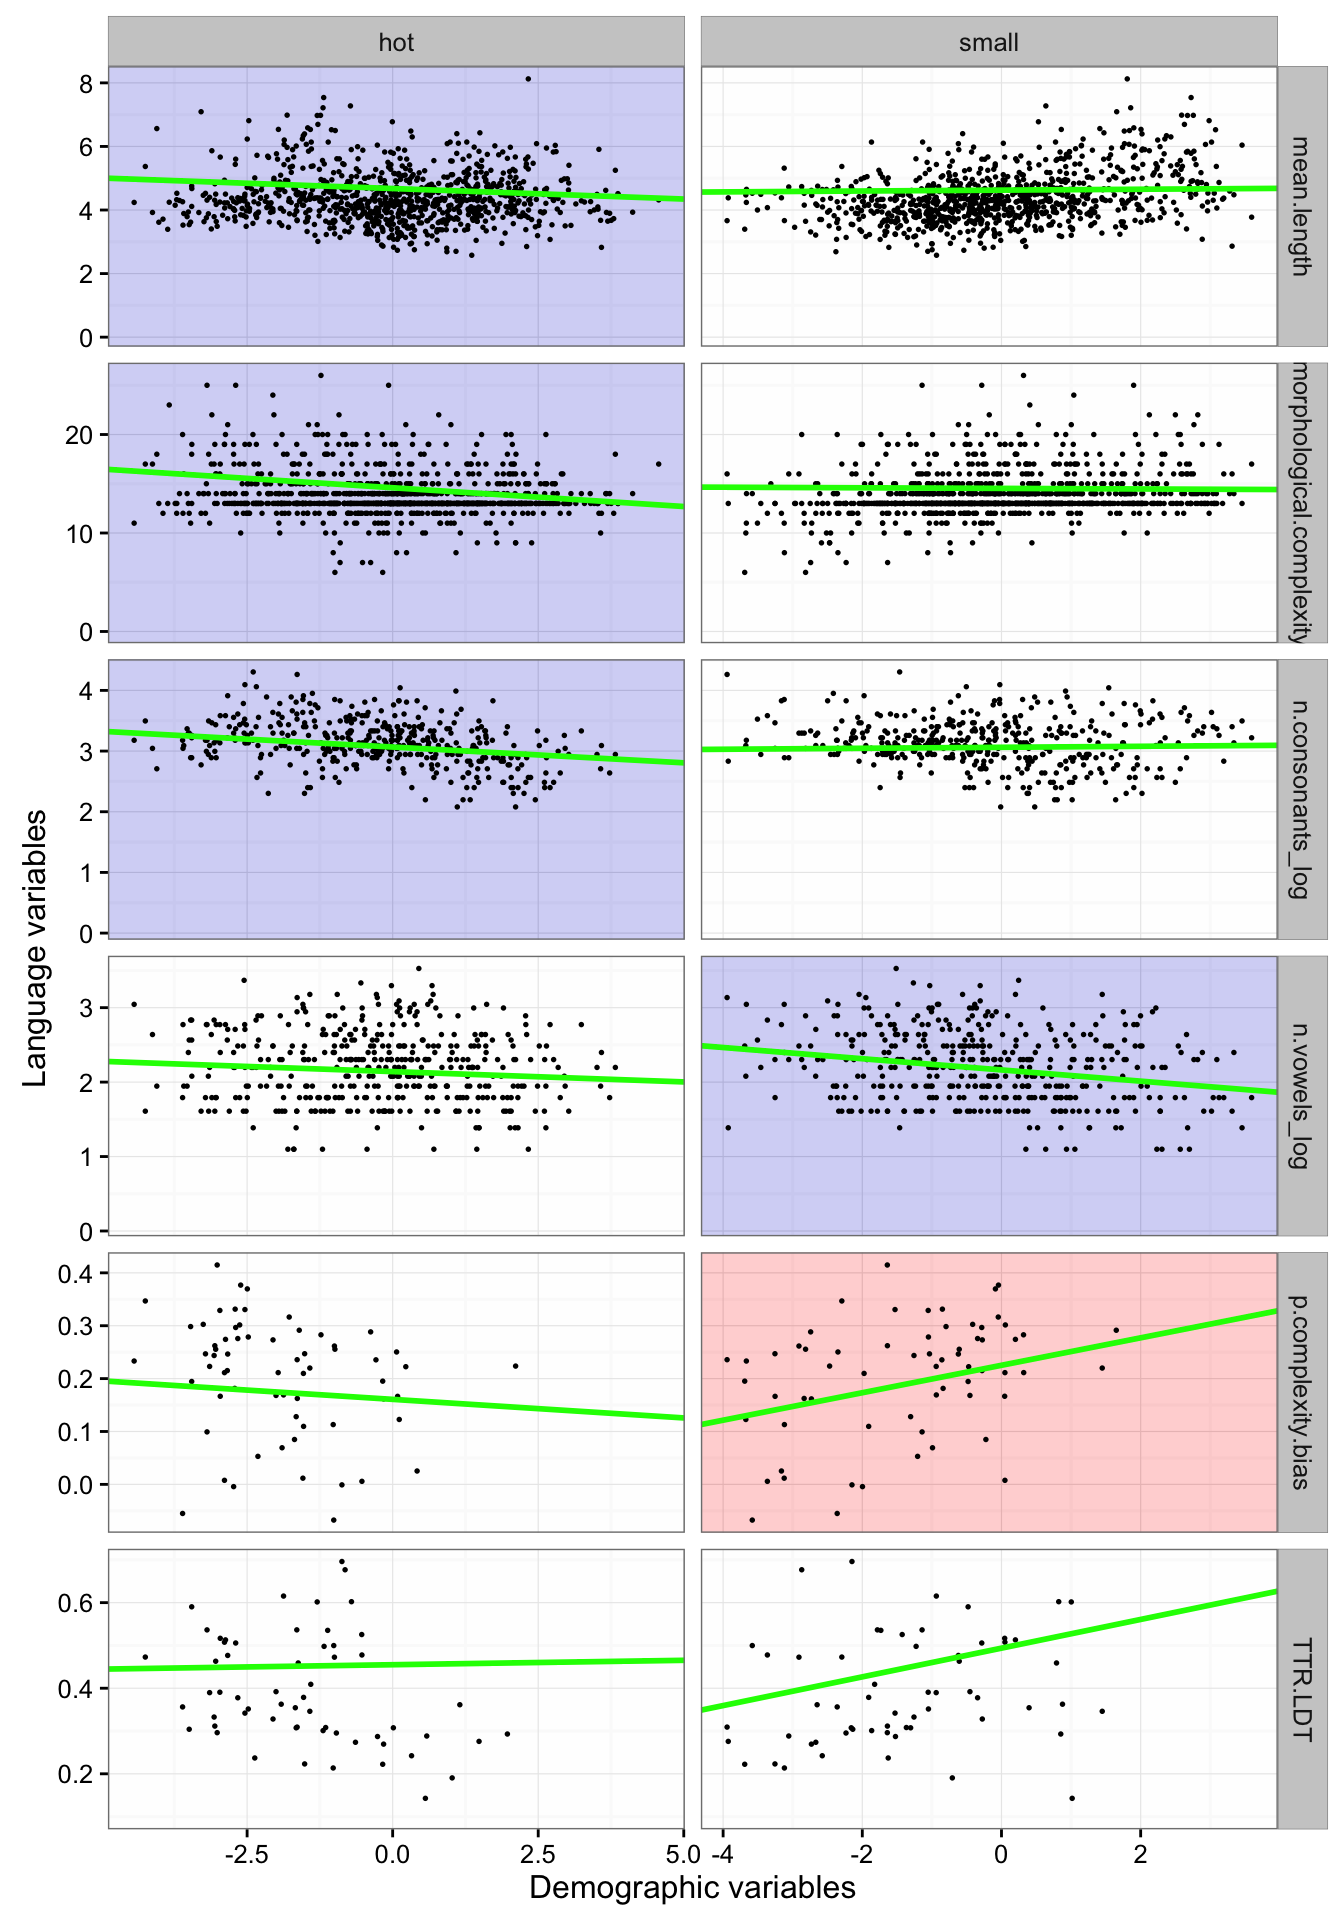 hot small
8
6
4
2
0
mean.length
20
10
0
morphological.complexity
4
3
2
1
0
n.consonants_log
3
2
1
0
n.vowels_log
0.4
0.3
0.2
0.1
0.0
p.complexity.bias
0.6
0.4
0.2
TTR.LDT
-2.5 0.0 2.5 5.0 -4 -2 0 2
Demographic variables
Language variables